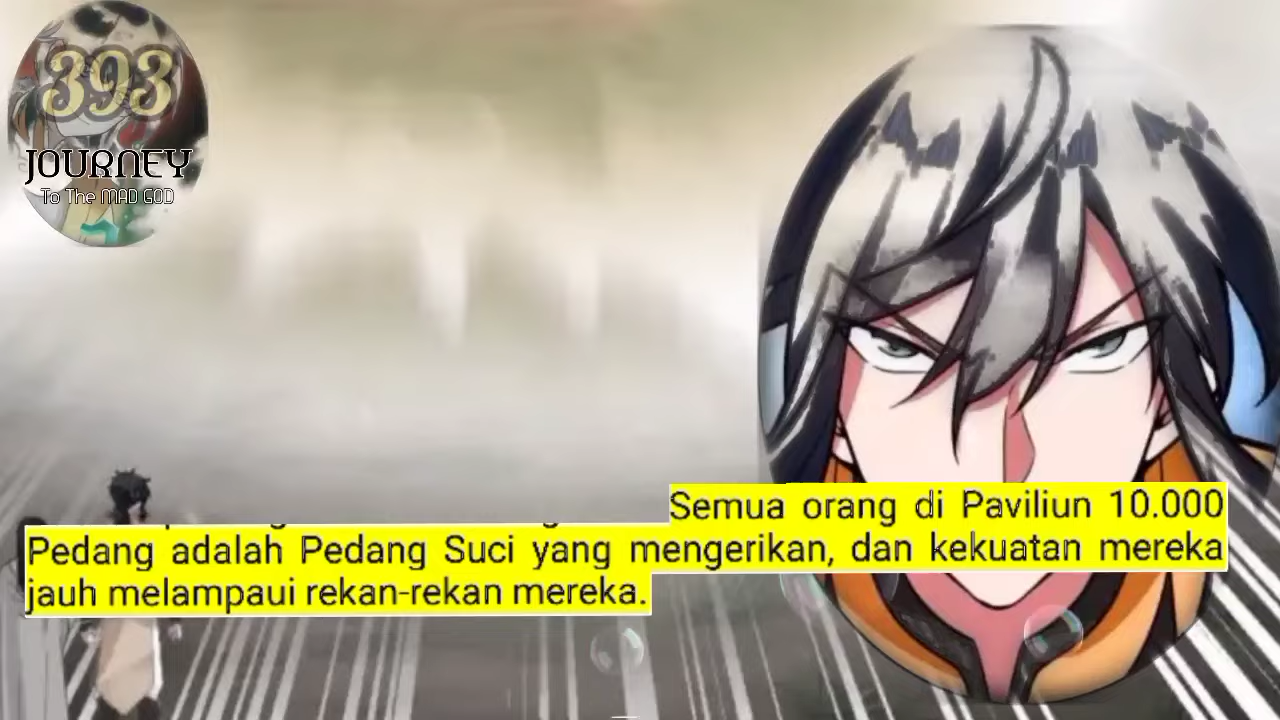 393
JOURNEY
To The MAD GOD
Semua orang di Paviliun 10.000
Pedang adalah Pedang Suci yang mengerikan, dan kekuatan mereka
jauh melampaui rekan-rekan mereka.